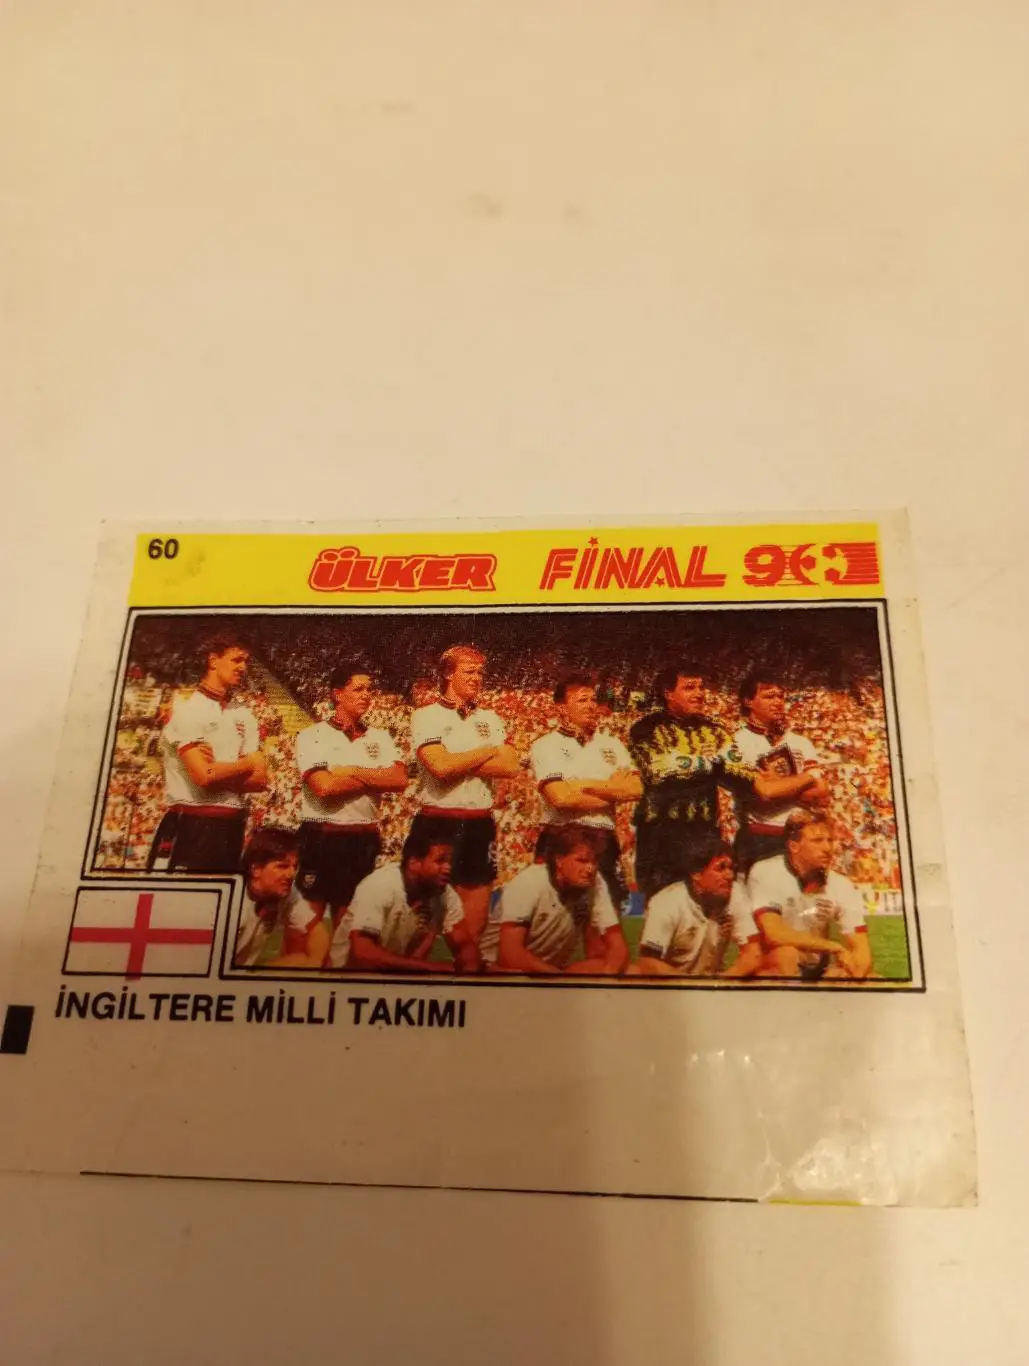 60
ÜLKER FİNAL 90
İNGİLTERE MİLLİ TAKIMI